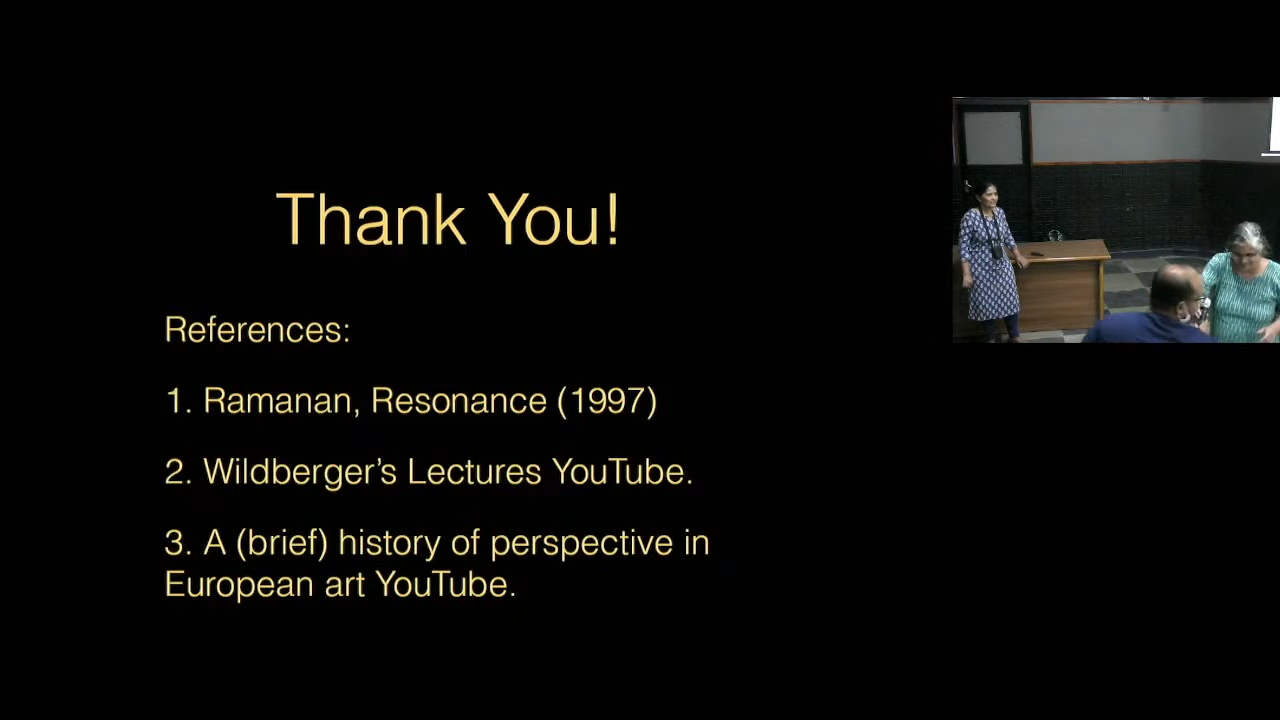 Thank You!
References:
1. Ramanan, Resonance (1997)
2. Wildberger’s Lectures YouTube.
3. A (brief) history of perspective in
European art YouTube.